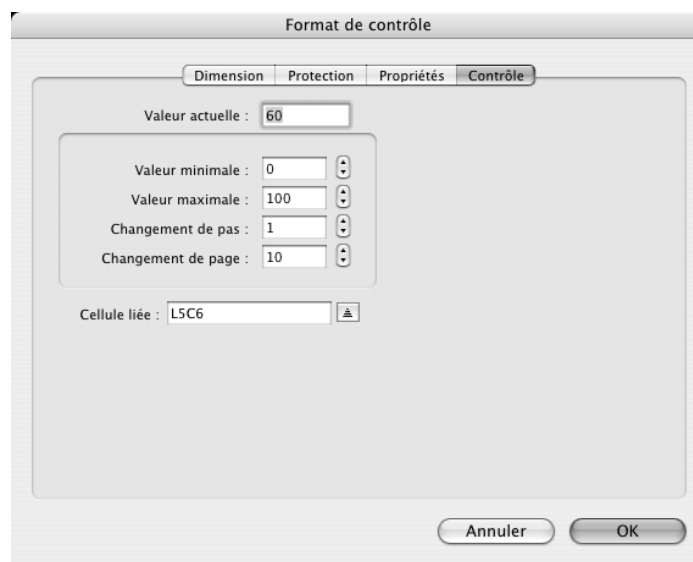 Format de contrôle
Dimension Protection Propriétés Contrôle
Valeur actuelle : 60
Valeur minimale : 0
Valeur maximale : 100
Changement de pas : 1
Changement de page : 10
Cellule liée : L5C6
Annuler OK